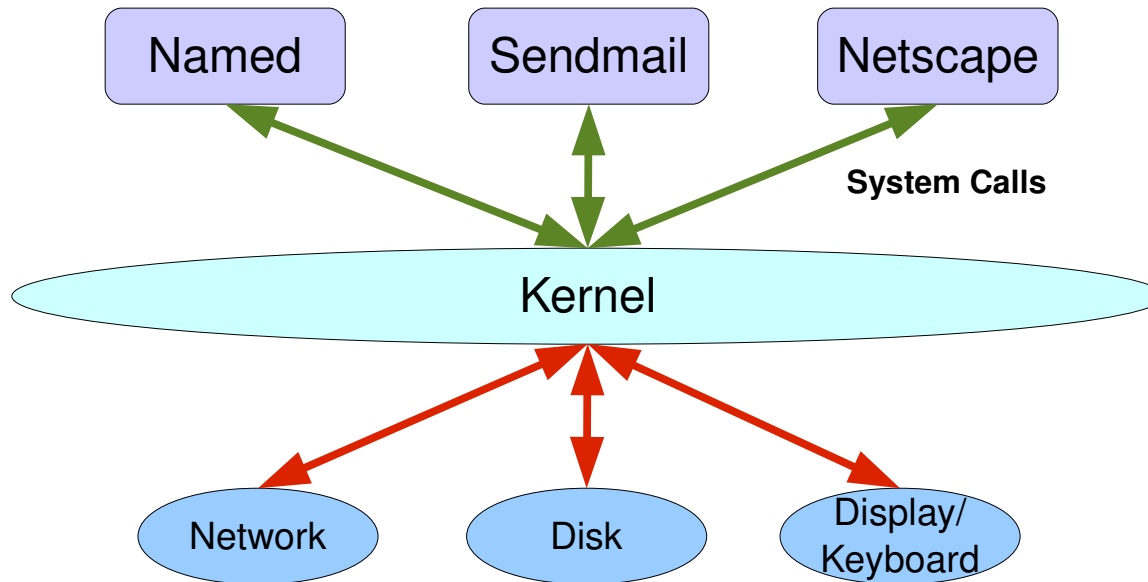 Named
Sendmail
Netscape
System Calls
Kernel
Network
Disk
Display/
Keyboard